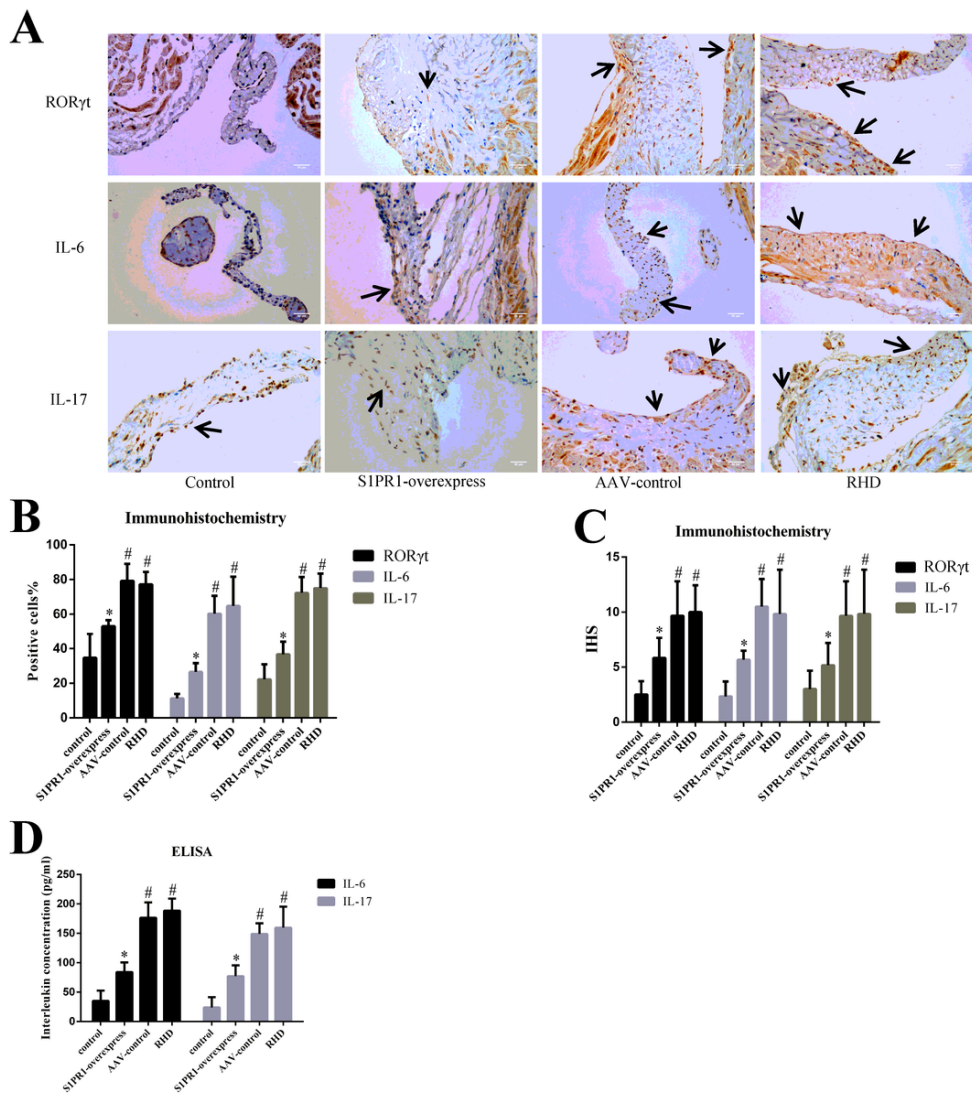 A
RORγt
IL-6
IL-17
Control
S1PR1-overexpress
AAV-control
RHD
B
Immunohistochemistry
Positive cells%
100
80
60
40
20
0
* # #
* # #
* # #
control
S1PR1-overexpress
AAV-control
RHD
control
S1PR1-overexpress
AAV-control
RHD
control
S1PR1-overexpress
AAV-control
RHD
RORγt
IL-6
IL-17
C
Immunohistochemistry
IHS
15
10
5
0
* # #
* # #
* # #
control
S1PR1-overexpress
AAV-control
RHD
control
S1PR1-overexpress
AAV-control
RHD
control
S1PR1-overexpress
AAV-control
RHD
RORγt
IL-6
IL-17
D
ELISA
Interleukin concentration (pg/ml)
250
200
150
100
50
0
* # #
* # #
control
S1PR1-overexpress
AAV-control
RHD
control
S1PR1-overexpress
AAV-control
RHD
IL-6
IL-17